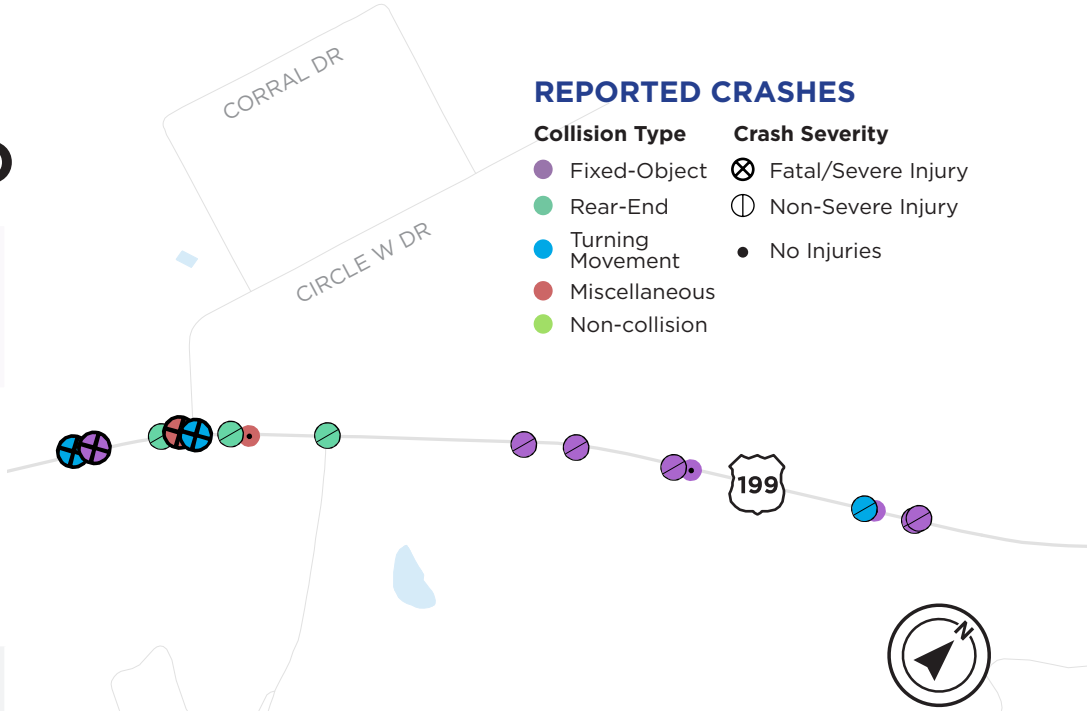 CORRAL DR
CIRCLE W DR
REPORTED CRASHES
Collision Type
Fixed-Object
Rear-End
Turning
Movement
Miscellaneous
Non-collision
Crash Severity
Fatal/Severe Injury
Non-Severe Injury
No Injuries
199
N